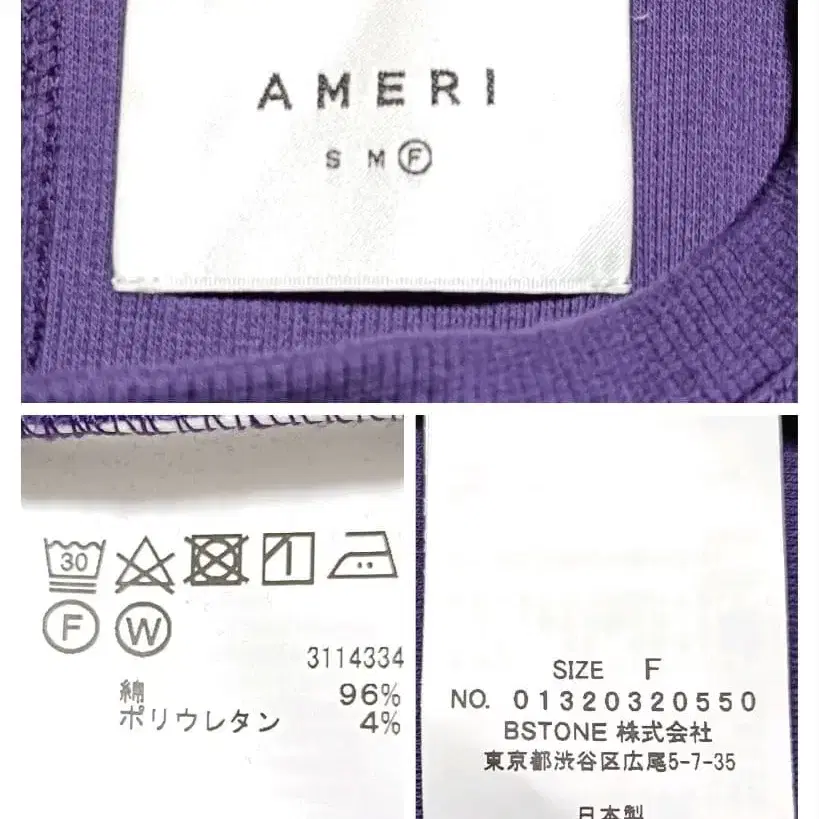 AMERI
S M F
30
F W
3114334
綿 96%
ポリウレタン 4%
SIZE F
NO. 01320320550
BSTONE 株式会社
東京都渋谷区広尾5-7-35
日本製